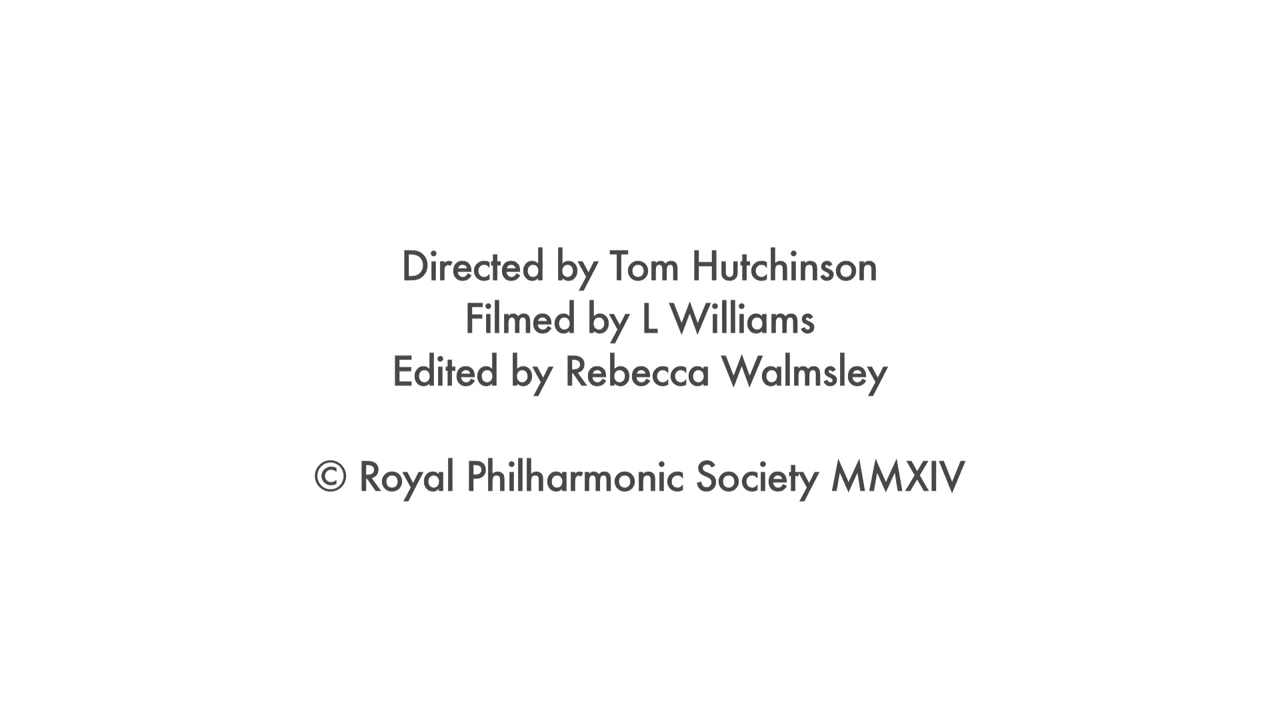 Directed by Tom Hutchinson
Filmed by L Williams
Edited by Rebecca Walmsley
© Royal Philharmonic Society MMXIV